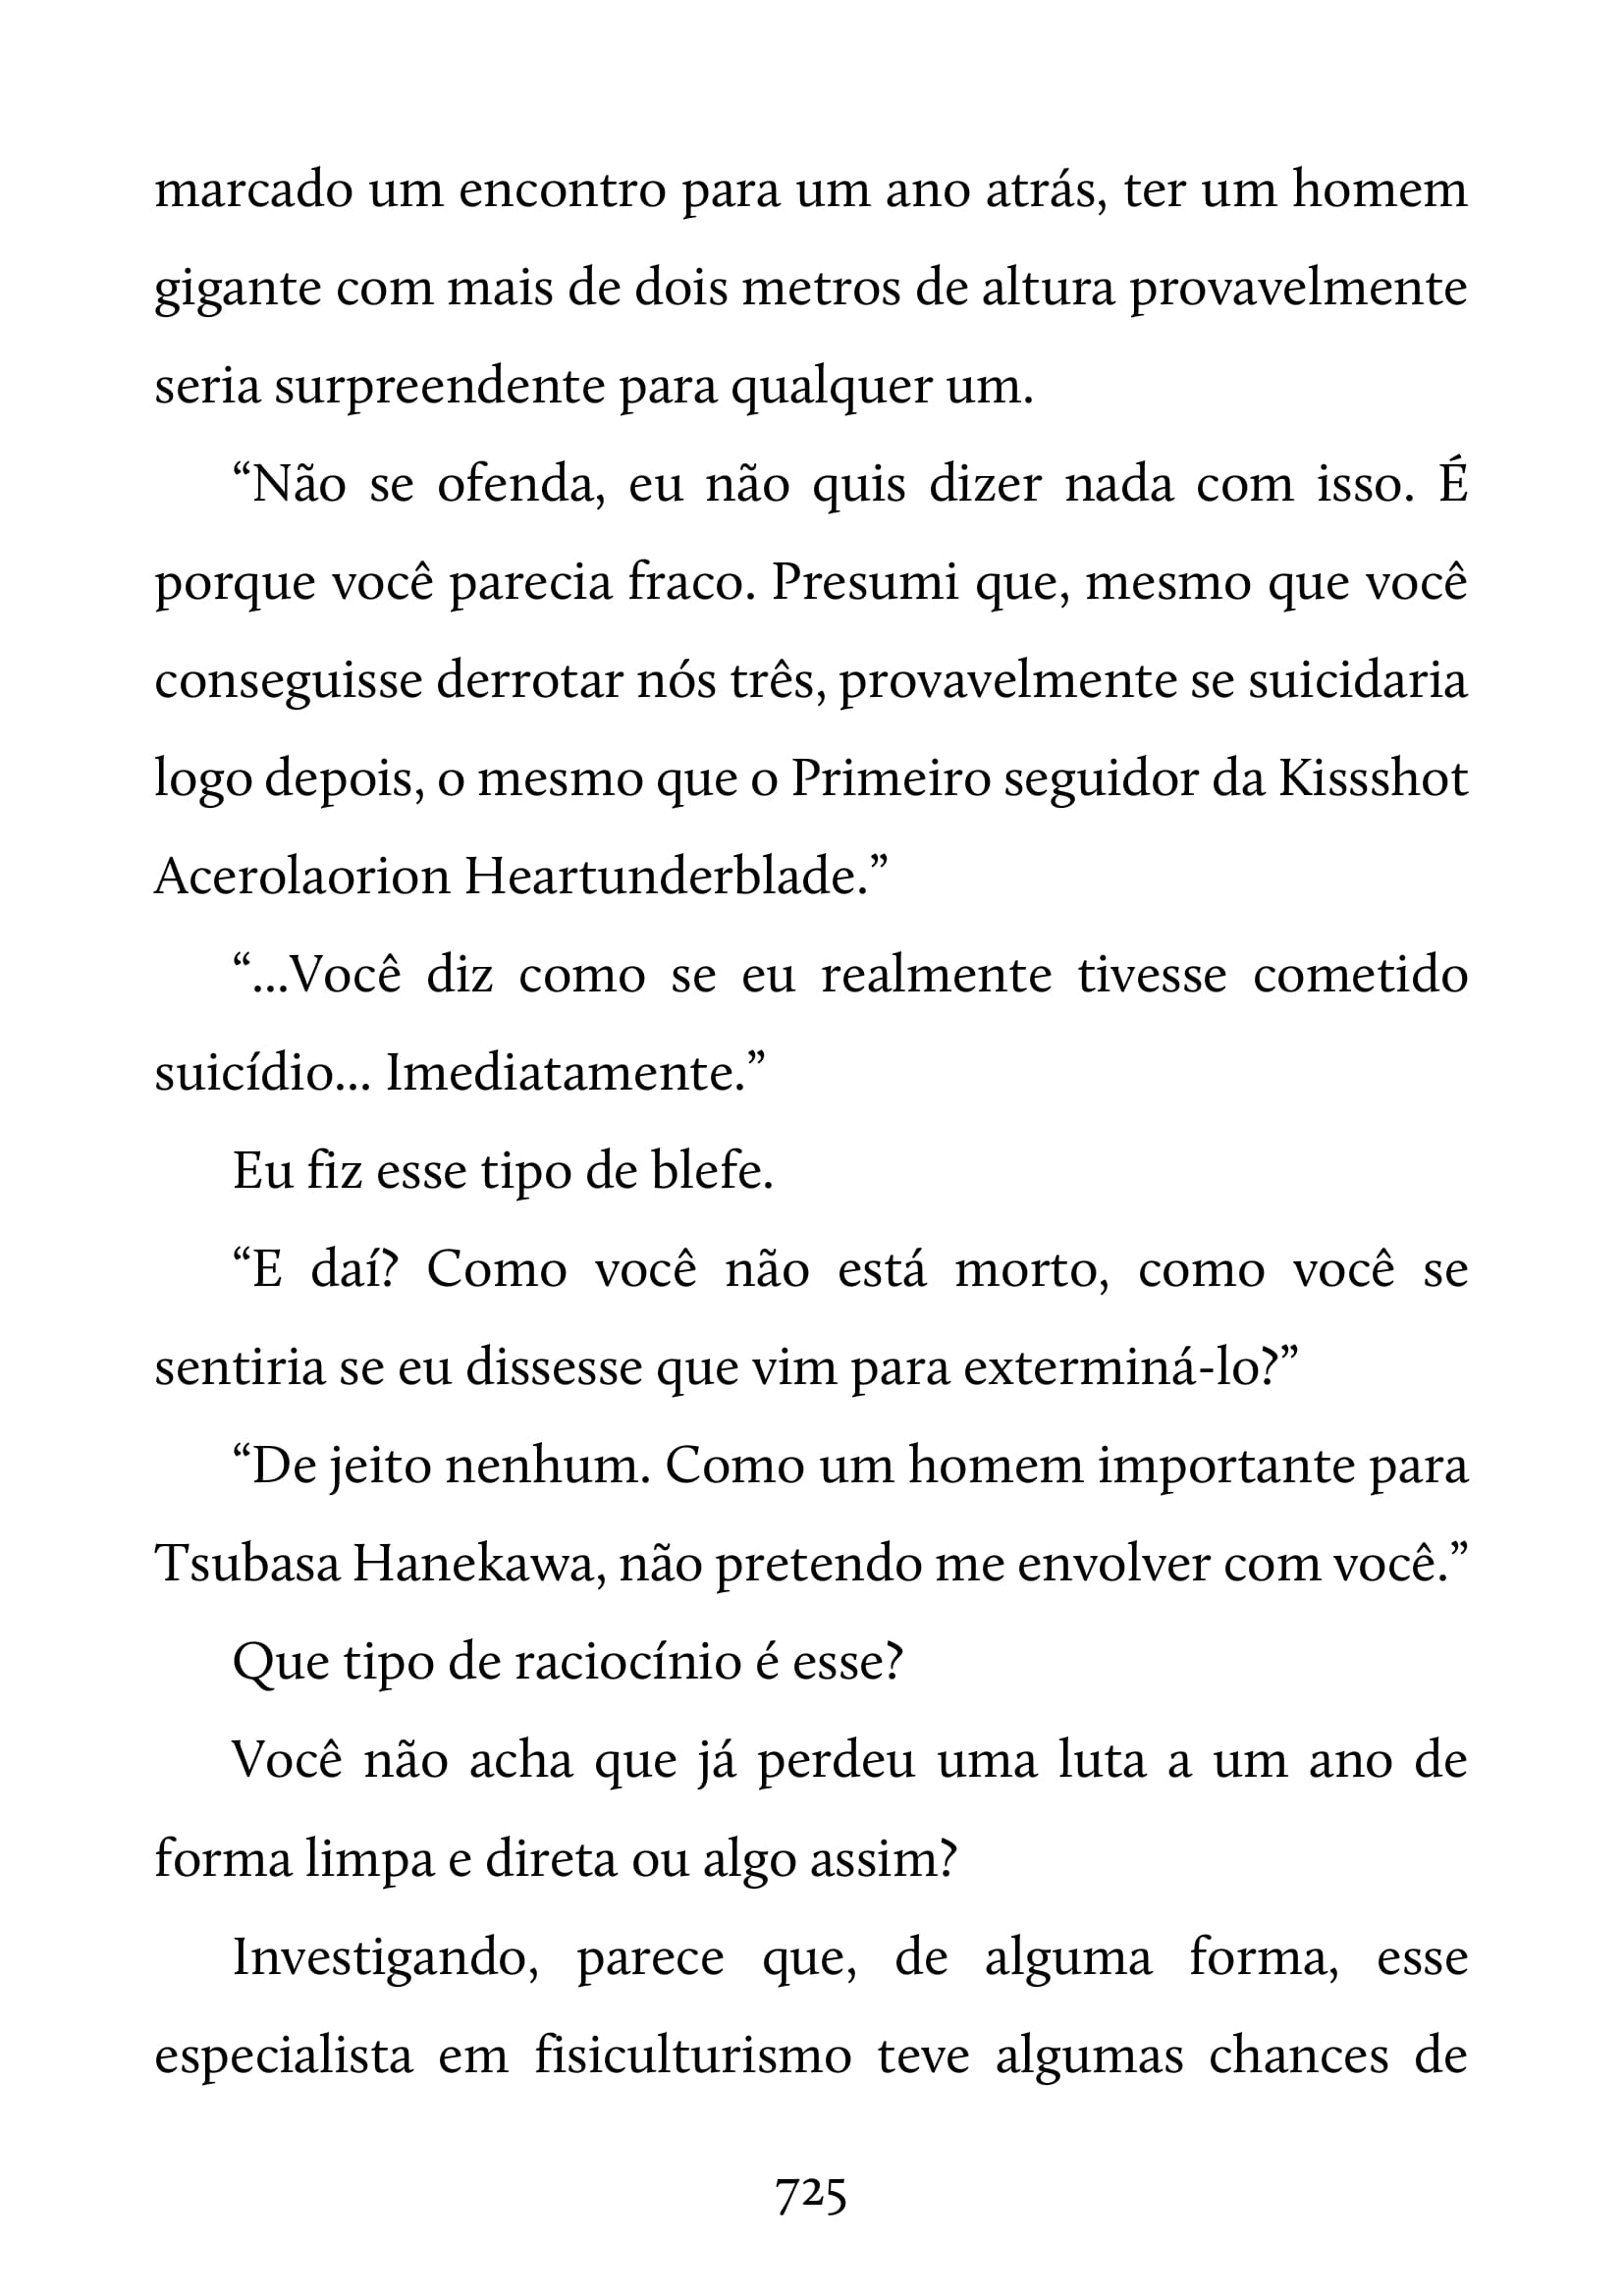 marcado um encontro para um ano atrás, ter um homem
gigante com mais de dois metros de altura provavelmente
seria surpreendente para qualquer um.
“Não se ofenda, eu não quis dizer nada com isso. É
porque você parecia fraco. Presumi que, mesmo que você
conseguisse derrotar nós três, provavelmente se suicidaria
logo depois, o mesmo que o Primeiro seguidor da Kissshot
Acerolaorion Heartunderblade.”
“...Você diz como se eu realmente tivesse cometido
suicídio... Imediatamente.”
Eu fiz esse tipo de blefe.
“E daí? Como você não está morto, como você se
sentiria se eu dissesse que vim para exterminá-lo?”
“De jeito nenhum. Como um homem importante para
Tsubasa Hanekawa, não pretendo me envolver com você.”
Que tipo de raciocínio é esse?
Você não acha que já perdeu uma luta a um ano de
forma limpa e direta ou algo assim?
Investigando, parece que, de alguma forma, esse
especialista em fisiculturismo teve algumas chances de
725